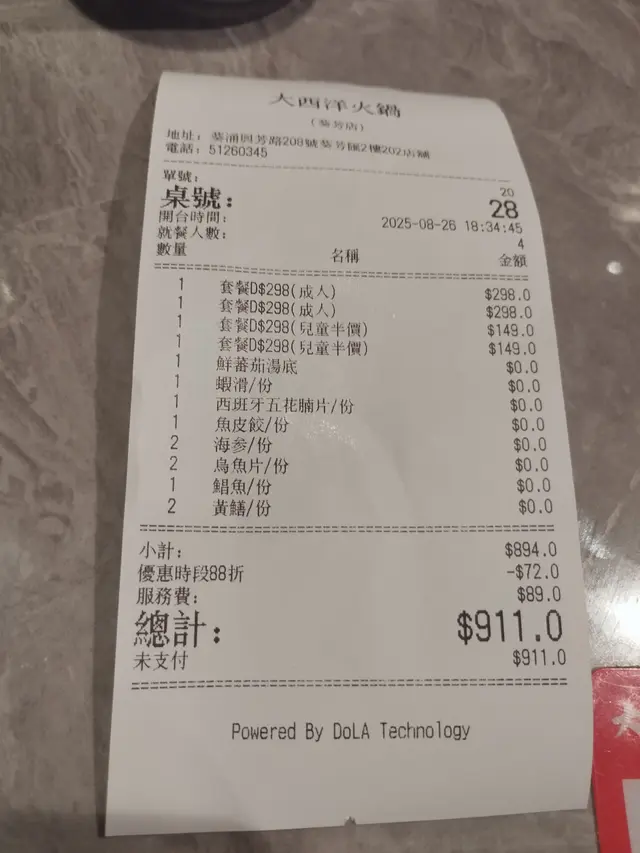 大西洋火鍋
(葵芳店)
地址: 葵涌興芳路208號葵芳匯2樓202店舖
電話: 51260345
單號: 20
桌號: 28
開台時間: 2025-08-26 18:34:45
就餐人數: 4
數量 名稱 金額
1 套餐D$298(成人) $298.0
1 套餐D$298(成人) $298.0
1 套餐D$298(兒童半價) $149.0
1 套餐D$298(兒童半價) $149.0
1 鮮蕃茄湯底 $0.0
1 蝦滑/份 $0.0
1 西班牙五花腩片/份 $0.0
1 魚皮餃/份 $0.0
2 海參/份 $0.0
2 烏魚片/份 $0.0
1 鯧魚/份 $0.0
2 黃鱔/份 $0.0
小計: $894.0
優惠時段88折 -$72.0
服務費: $89.0
總計: $911.0
未支付 $911.0
Powered By DoLA Technology